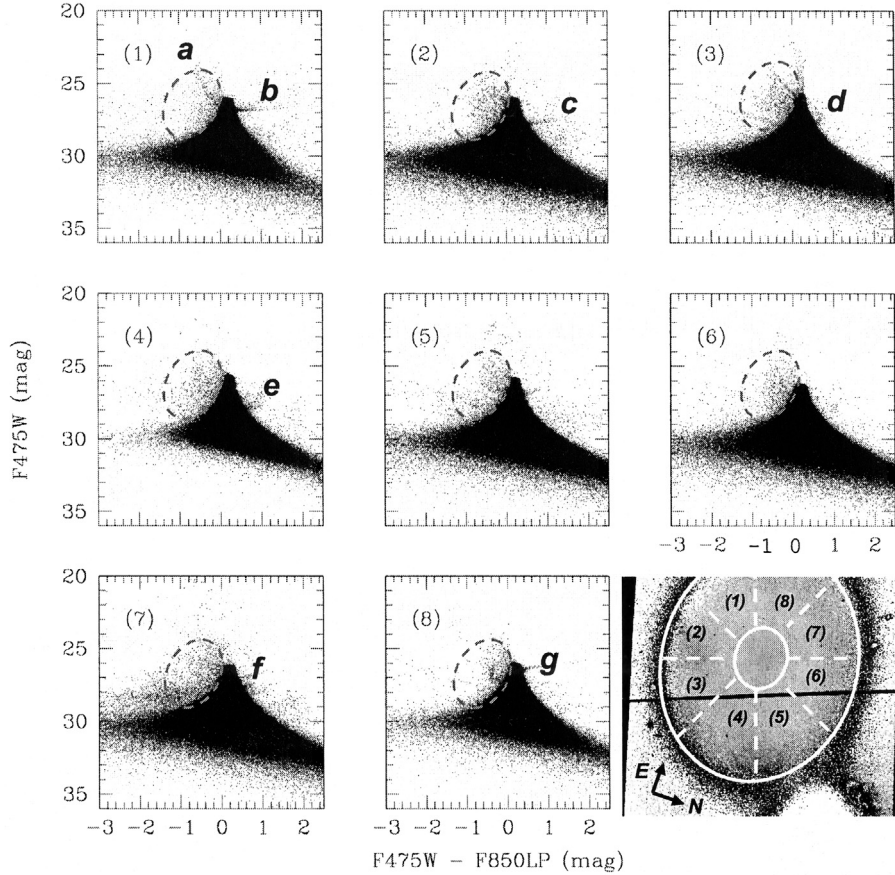 20
25
30
35
(1)
a
b
(2)
c
(3)
d
F475W (mag)
20
25
30
35
(4)
e
(5)
(6)
-3 -2 -1 0 1 2
20
25
30
35
(7)
f
(8)
g
(1) (8)
(2) (7)
(3) (6)
(4) (5)
E
N
-3 -2 -1 0 1 2
-3 -2 -1 0 1 2
F475W - F850LP (mag)